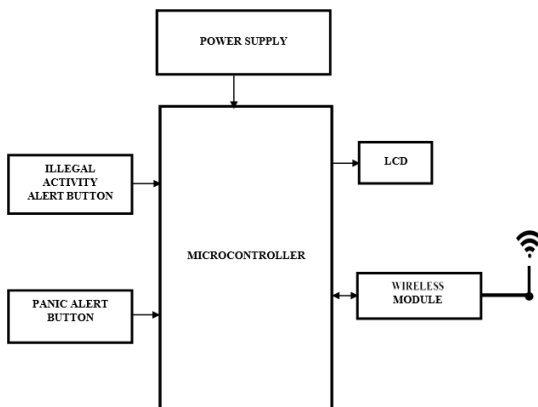 POWER SUPPLY
ILLEGAL
ACTIVITY
ALERT BUTTON
LCD
MICROCONTROLLER
PANIC ALERT
BUTTON
WIRELESS
MODULE